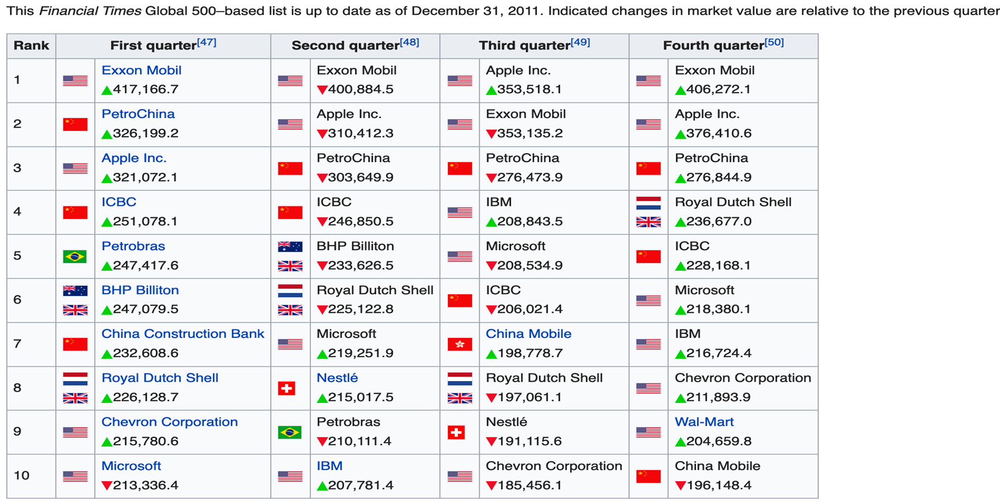 This Financial Times Global 500–based list is up to date as of December 31, 2011. Indicated changes in market value are relative to the previous quarter
Rank First quarter[47] Second quarter[48] Third quarter[49] Fourth quarter[50]
1 Exxon Mobil Exxon Mobil Apple Inc. Exxon Mobil
▲417,166.7 ▼400,884.5 ▲353,518.1 ▲406,272.1
2 PetroChina Apple Inc. Exxon Mobil Apple Inc.
▲326,199.2 ▼310,412.3 ▼353,135.2 ▲376,410.6
3 Apple Inc. PetroChina PetroChina PetroChina
▲321,072.1 ▼303,649.9 ▼276,473.9 ▲276,844.9
4 ICBC ICBC IBM Royal Dutch Shell
▲251,078.1 ▼246,850.5 ▲208,843.5 ▲236,677.0
5 Petrobras BHP Billiton Microsoft ICBC
▲247,417.6 ▼233,626.5 ▼208,534.9 ▲228,168.1
6 BHP Billiton Royal Dutch Shell ICBC Microsoft
▲247,079.5 ▼225,122.8 ▼206,021.4 ▲218,380.1
7 China Construction Bank Microsoft China Mobile IBM
▲232,608.6 ▲219,251.9 ▲198,778.7 ▲216,724.4
8 Royal Dutch Shell Nestlé Royal Dutch Shell Chevron Corporation
▲226,128.7 ▲215,017.5 ▼197,061.1 ▲211,893.9
9 Chevron Corporation Petrobras Nestlé Wal-Mart
▲215,780.6 ▼210,111.4 ▼191,115.6 ▲204,659.8
10 Microsoft IBM Chevron Corporation China Mobile
▼213,336.4 ▲207,781.4 ▼185,456.1 ▼196,148.4